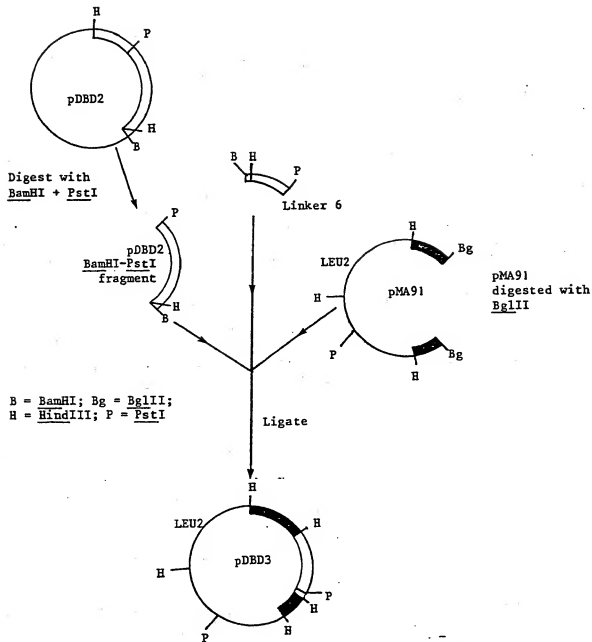 H
P
pDBD2
H
B
Digest with
BamHI + PstI
B
H
P
Linker 6
P
pDBD2
BamHI-PstI
fragment
H
B
H
Bg
LEU2
pMA91
pMA91
digested with
BglII
H
P
Bg
H
B = BamHI; Bg = BglII;
H = HindIII; P = PstI
Ligate
H
LEU2
H
pDBD3
H
P
H
H
P